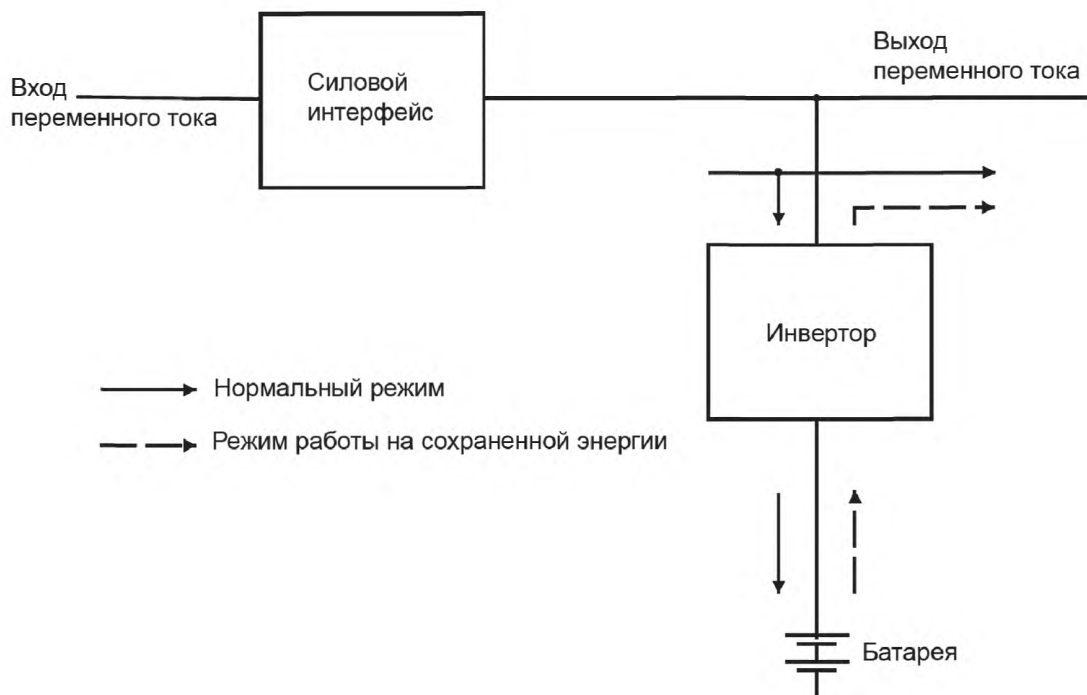 Вход
переменного тока
Силовой
интерфейс
Выход
переменного тока
Инвертор
Нормальный режим
Режим работы на сохраненной энергии
Батарея